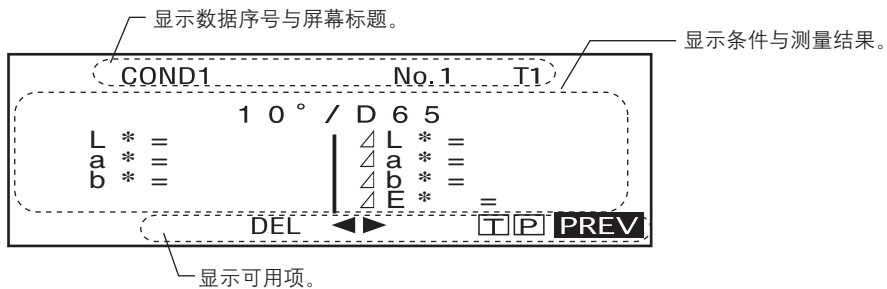 显示数据序号与屏幕标题。
显示条件与测量结果。
COND1 No.1 T1
10°/D65
L*= ⊿L*=
a*= ⊿a*=
b*= ⊿b*=
⊿E* =
DEL ◀▶ T P PREV
显示可用项。